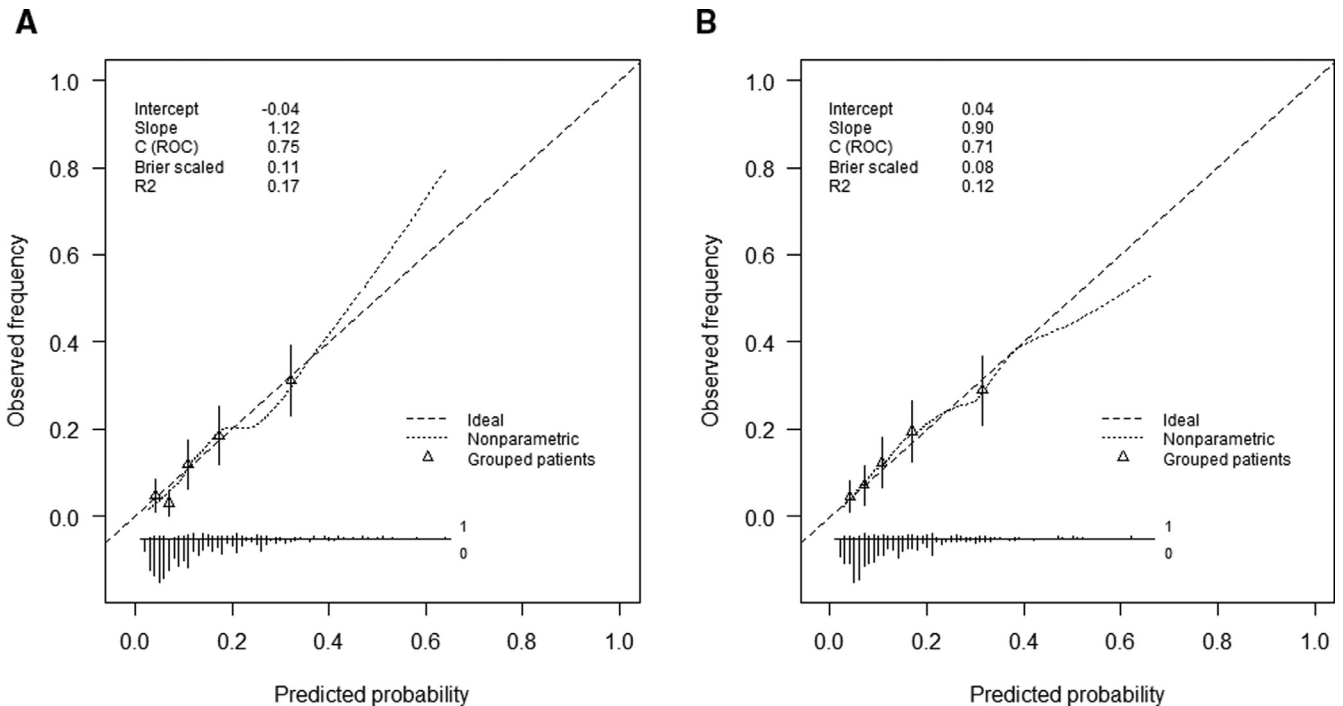 A
1.0
0.8
0.6
0.4
0.2
0.0
Observed frequency
Intercept -0.04
Slope 1.12
C (ROC) 0.75
Brier scaled 0.11
R2 0.17
Ideal
Nonparametric
Grouped patients
1
0
0.0 0.2 0.4 0.6 0.8 1.0
Predicted probability
B
1.0
0.8
0.6
0.4
0.2
0.0
Observed frequency
Intercept 0.04
Slope 0.90
C (ROC) 0.71
Brier scaled 0.08
R2 0.12
Ideal
Nonparametric
Grouped patients
1
0
0.0 0.2 0.4 0.6 0.8 1.0
Predicted probability